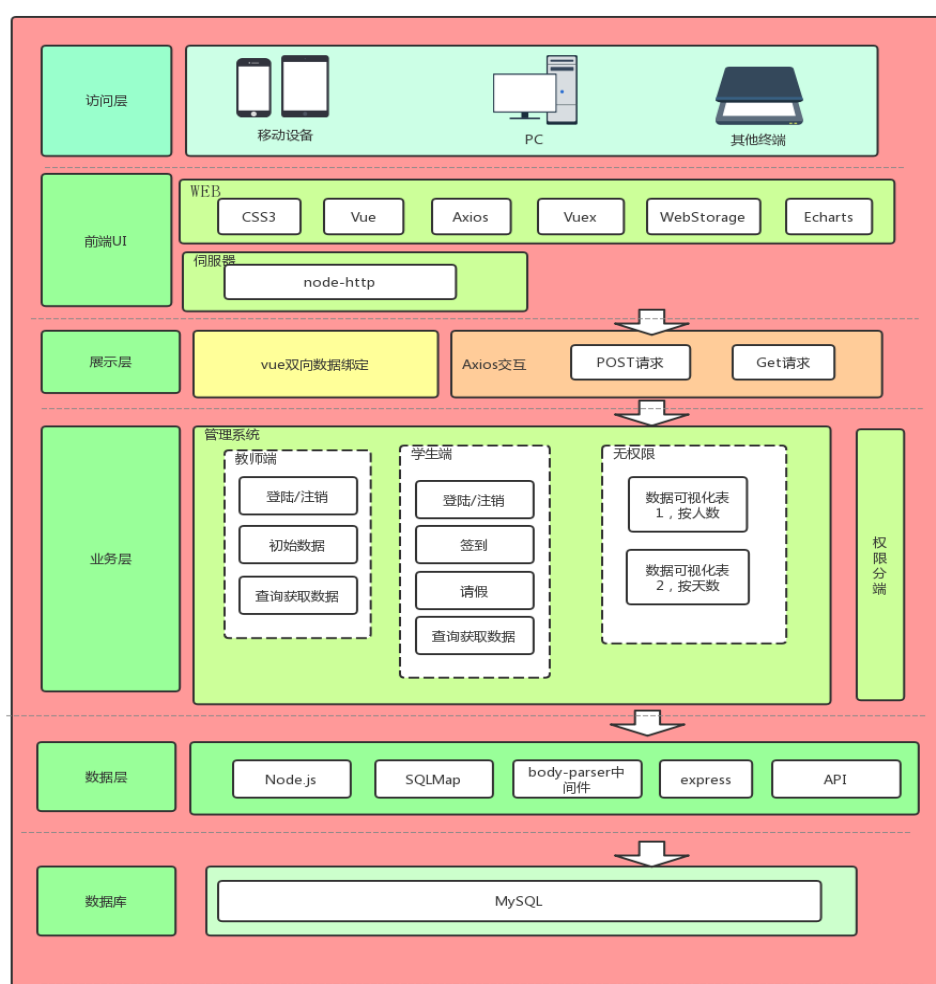 访问层
移动设备
PC
其他终端
前端UI
WEB
CSS3
Vue
Axios
Vuex
WebStorage
Echarts
伺服器
node-http
展示层
vue双向数据绑定
Axios交互
POST请求
Get请求
业务层
管理系统
教师端
登陆/注销
初始数据
查询获取数据
学生端
登陆/注销
签到
请假
查询获取数据
无权限
数据可视化表
1，按人数
数据可视化表
2，按天数
权
限
分
端
数据层
Node.js
SQLMap
body-parser中
间件
express
API
数据库
MySQL